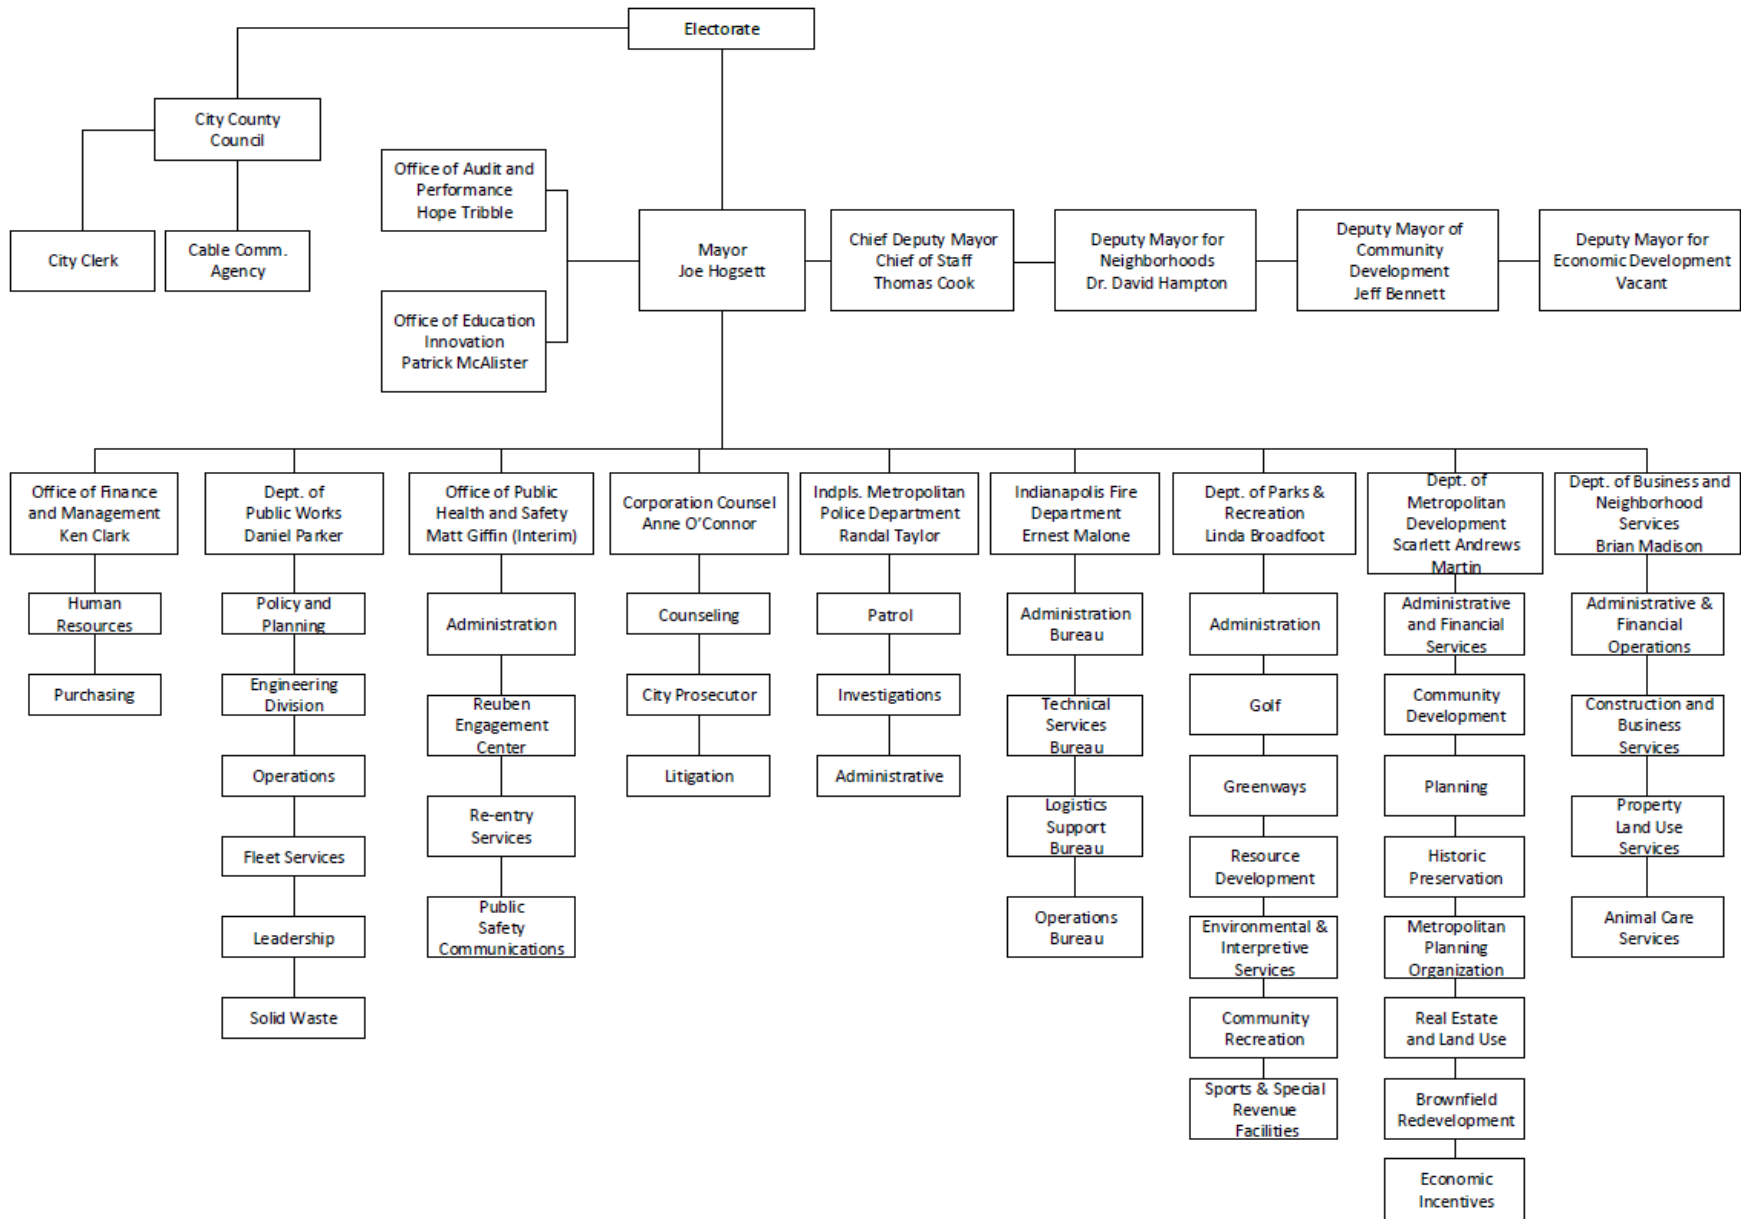 Electorate
City County
Council
City Clerk
Cable Comm.
Agency
Office of Audit and
Performance
Hope Tribble
Office of Education
Innovation
Patrick McAlister
Mayor
Joe Hogsett
Chief Deputy Mayor
Chief of Staff
Thomas Cook
Deputy Mayor for
Neighborhoods
Dr. David Hampton
Deputy Mayor of
Community
Development
Jeff Bennett
Deputy Mayor for
Economic Development
Vacant
Office of Finance
and Management
Ken Clark
Human
Resources
Purchasing
Dept. of
Public Works
Daniel Parker
Policy and
Planning
Engineering
Division
Operations
Fleet Services
Leadership
Solid Waste
Office of Public
Health and Safety
Matt Giffin (Interim)
Administration
Reuben
Engagement
Center
Re-entry
Services
Public
Safety
Communications
Corporation Counsel
Anne O'Connor
Counseling
City Prosecutor
Litigation
Indpls. Metropolitan
Police Department
Randal Taylor
Patrol
Investigations
Administrative
Indianapolis Fire
Department
Ernest Malone
Administration
Bureau
Technical
Services
Bureau
Logistics
Support
Bureau
Operations
Bureau
Dept. of Parks &
Recreation
Linda Broadfoot
Administration
Golf
Greenways
Resource
Development
Environmental &
Interpretive
Services
Community
Recreation
Sports & Special
Revenue
Facilities
Dept. of
Metropolitan
Development
Scarlett Andrews
Martin
Administrative
and Financial
Services
Community
Development
Planning
Historic
Preservation
Metropolitan
Planning
Organization
Real Estate
and Land Use
Brownfield
Redevelopment
Economic
Incentives
Dept. of Business and
Neighborhood
Services
Brian Madison
Administrative &
Financial
Operations
Construction and
Business
Services
Property
Land Use
Services
Animal Care
Services